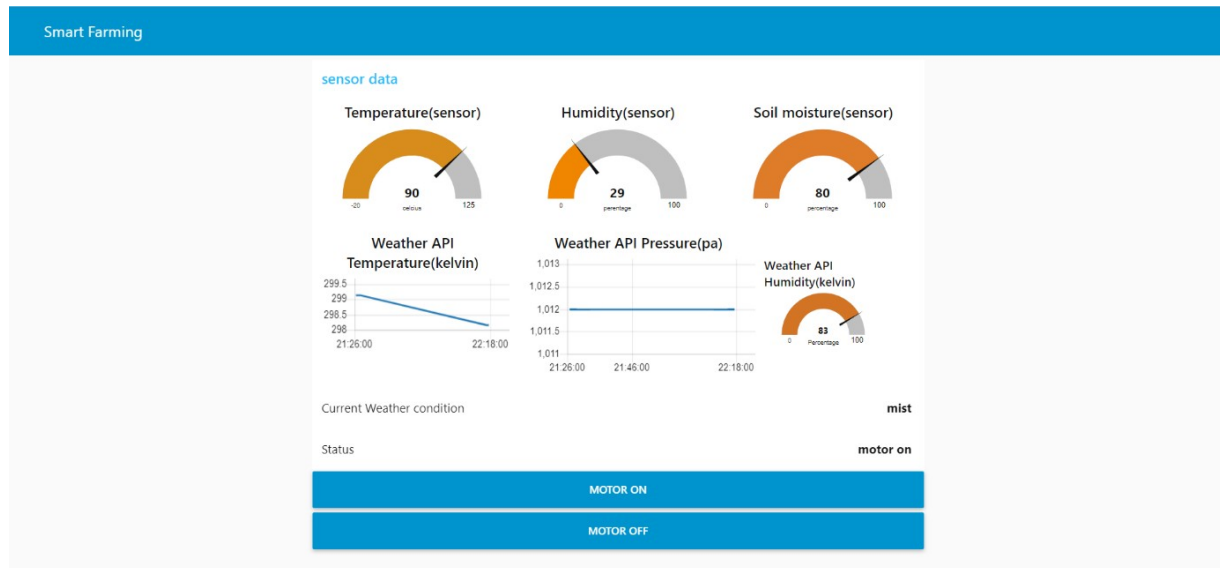 Smart Farming
sensor data
Temperature(sensor)
90
celcius
-20
125
Humidity(sensor)
29
perentage
0
100
Soil moisture(sensor)
80
percentage
0
100
Weather API
Temperature(kelvin)
299.5
299
298.5
298
21:26:00
22:18:00
Weather API Pressure(pa)
1,013
1,012.5
1,012
1,011.5
1,011
21:26:00
21:46:00
22:18:00
Weather API
Humidity(kelvin)
83
0
Percentage
100
Current Weather condition
mist
Status
motor on
MOTOR ON
MOTOR OFF